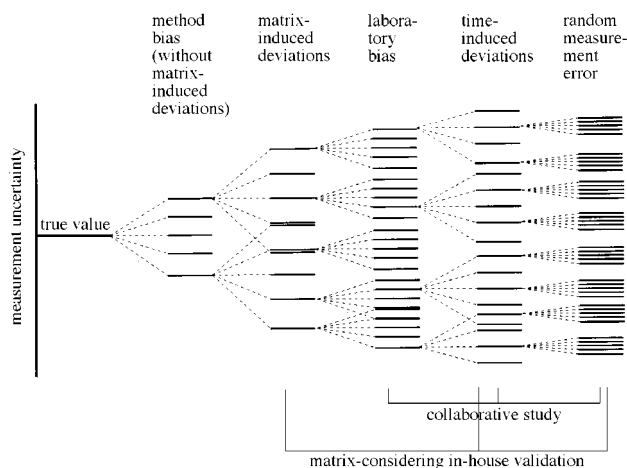 method
bias
(without
matrix-
induced
deviations)
matrix-
induced
deviations
labora-
tory
bias
time-
induced
deviations
random
measure-
ment
error
measurement uncertainty
true value
collaborative study
matrix-considering in-house validation